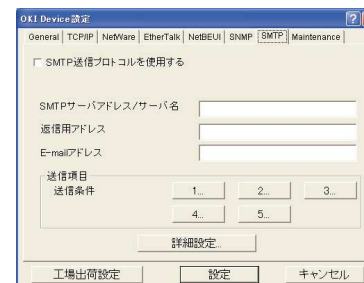 OKI Device設定
General TCP/IP NetWare EtherTalk NetBEUI SNMP SMTP Maintenance
SMTP送信プロトコルを使用する
SMTPサーバアドレス/サーバ名
返信用アドレス
E-mailアドレス
送信項目
送信条件 1... 2... 3...
4... 5...
詳細設定...
工場出荷設定 設定 キャンセル